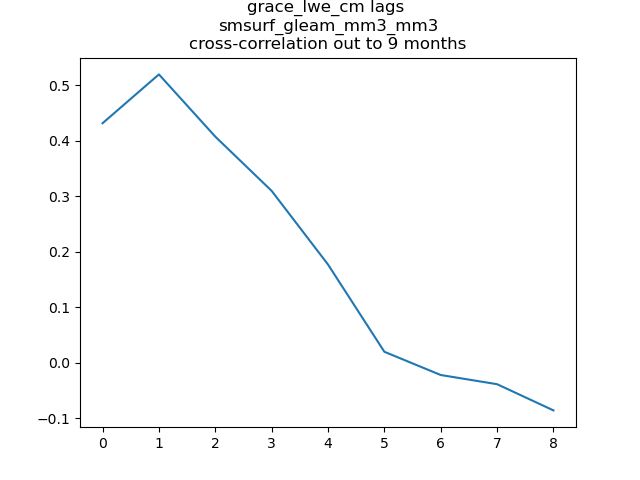 grace_lwe_cm lags
smsurf_gleam_mm3_mm3
cross-correlation out to 9 months
0.5
0.4
0.3
0.2
0.1
0.0
−0.1
0 1 2 3 4 5 6 7 8